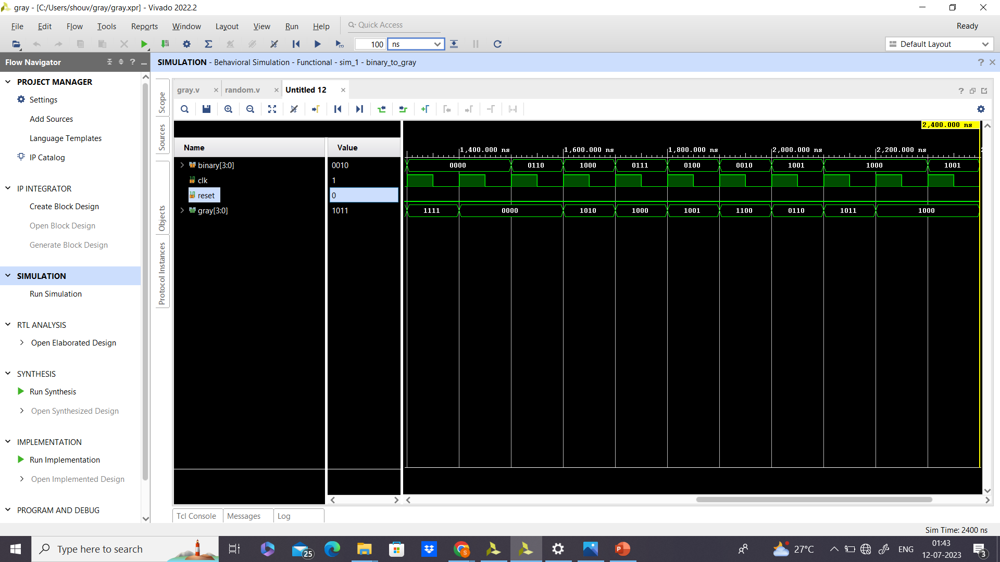 gray - [C:/Users/shouv/gray/gray.xpr] - Vivado 2022.2
File Edit Flow Tools Reports Window Layout View Run Help Quick Access Ready
100 ns Default Layout
Flow Navigator ? SIMULATION - Behavioral Simulation - Functional - sim_1 - binary_to_gray ?
PROJECT MANAGER
Settings
Add Sources
Language Templates
IP Catalog
IP INTEGRATOR
Create Block Design
Open Block Design
Generate Block Design
SIMULATION
Run Simulation
RTL ANALYSIS
Open Elaborated Design
SYNTHESIS
Run Synthesis
Open Synthesized Design
IMPLEMENTATION
Run Implementation
Open Implemented Design
PROGRAM AND DEBUG
Scope
Sources
Objects
Protocol Instances
gray.v random.v Untitled 12 ?
2,400.000 ns
Name Value 1,400.000 ns 1,600.000 ns 1,800.000 ns 2,000.000 ns 2,200.000 ns
binary[3:0] 0010 0000 0110 1000 0111 0100 0010 1001 1000 1001
clk 1
reset 0
gray[3:0] 1011 1111 0000 1010 1000 1001 1100 0110 1011 1000
Tcl Console Messages Log
Sim Time: 2400 ns
Type here to search 25 27°C ENG 01:43
12-07-2023 3